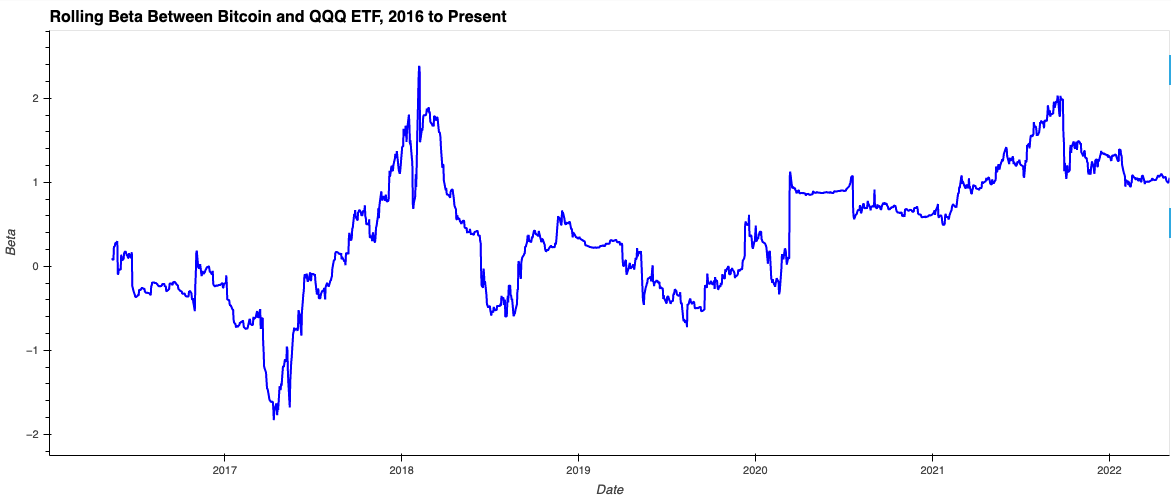 Rolling Beta Between Bitcoin and QQQ ETF, 2016 to Present
Beta
2
1
0
−1
−2
2017 2018 2019 2020 2021 2022
Date